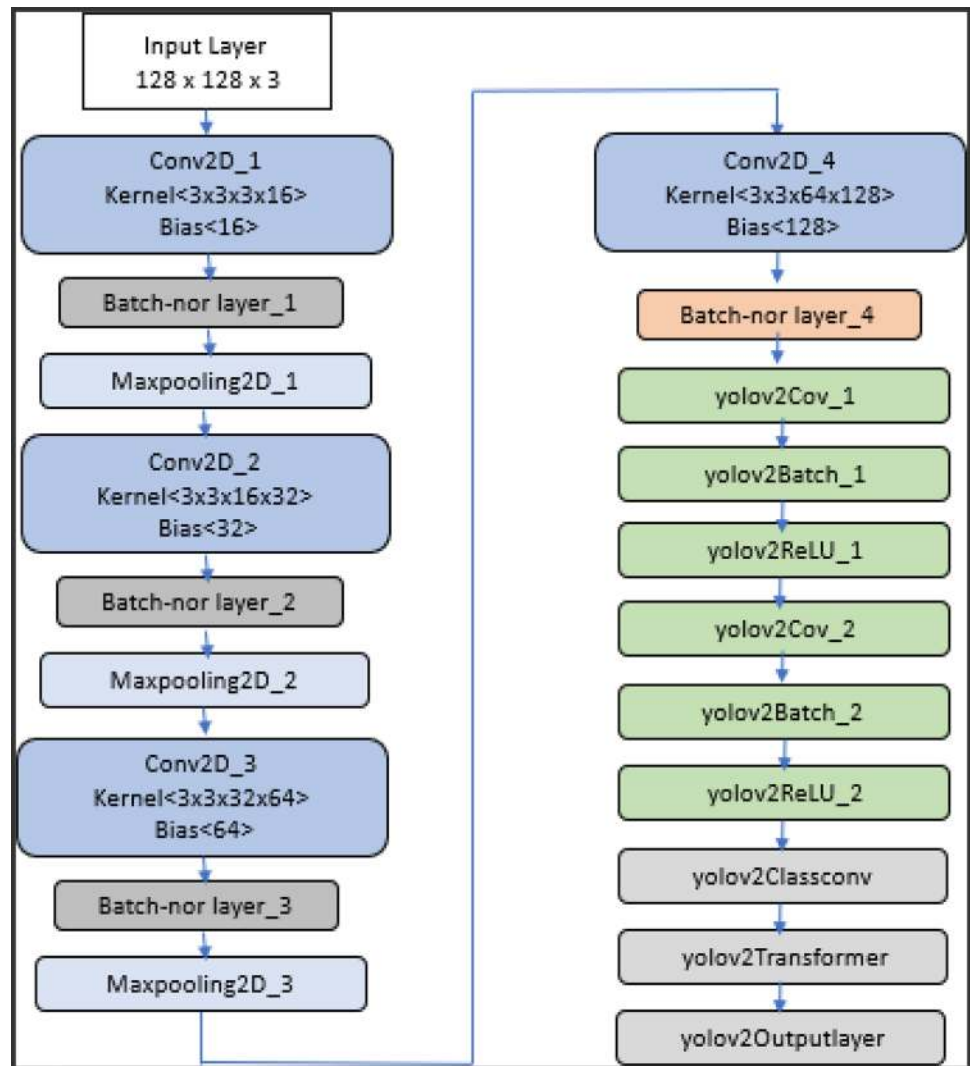 Input Layer
128 x 128 x 3
Conv2D_1
Kernel<3x3x3x16>
Bias<16>
Batch-nor layer_1
Maxpooling2D_1
Conv2D_2
Kernel<3x3x16x32>
Bias<32>
Batch-nor layer_2
Maxpooling2D_2
Conv2D_3
Kernel<3x3x32x64>
Bias<64>
Batch-nor layer_3
Maxpooling2D_3
Conv2D_4
Kernel<3x3x64x128>
Bias<128>
Batch-nor layer_4
yolov2Cov_1
yolov2Batch_1
yolov2ReLU_1
yolov2Cov_2
yolov2Batch_2
yolov2ReLU_2
yolov2Classconv
yolov2Transformer
yolov2Outputlayer